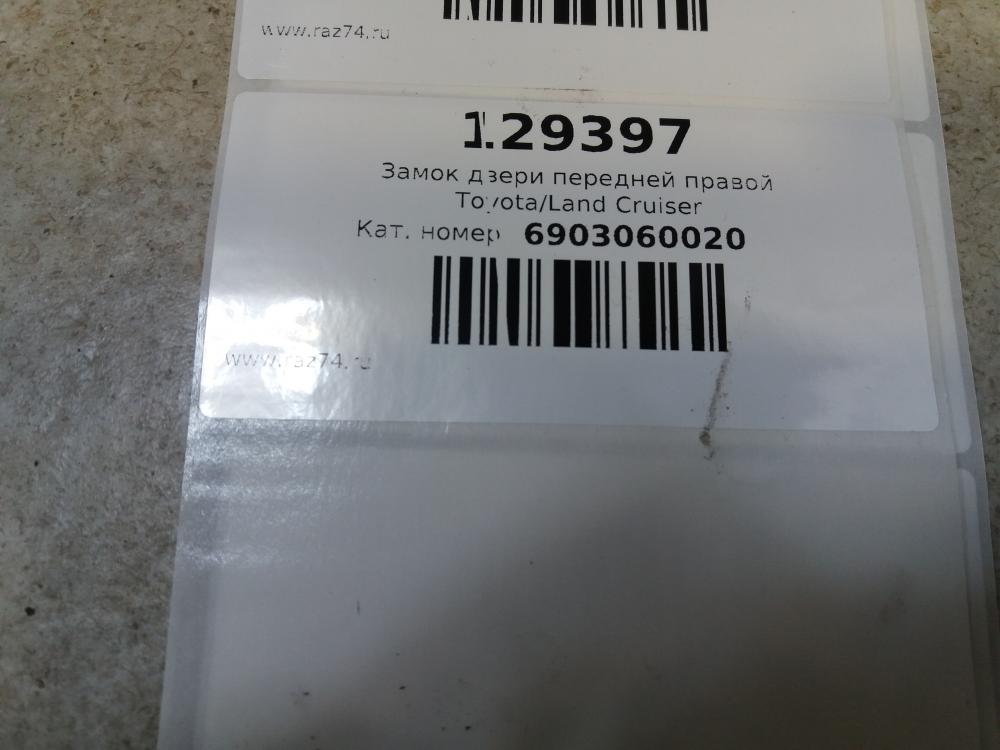 www.raz74.ru
129397
Замок двери передней правой
Toyota/Land Cruiser
Кат. номер 6903060020
www.raz74.ru